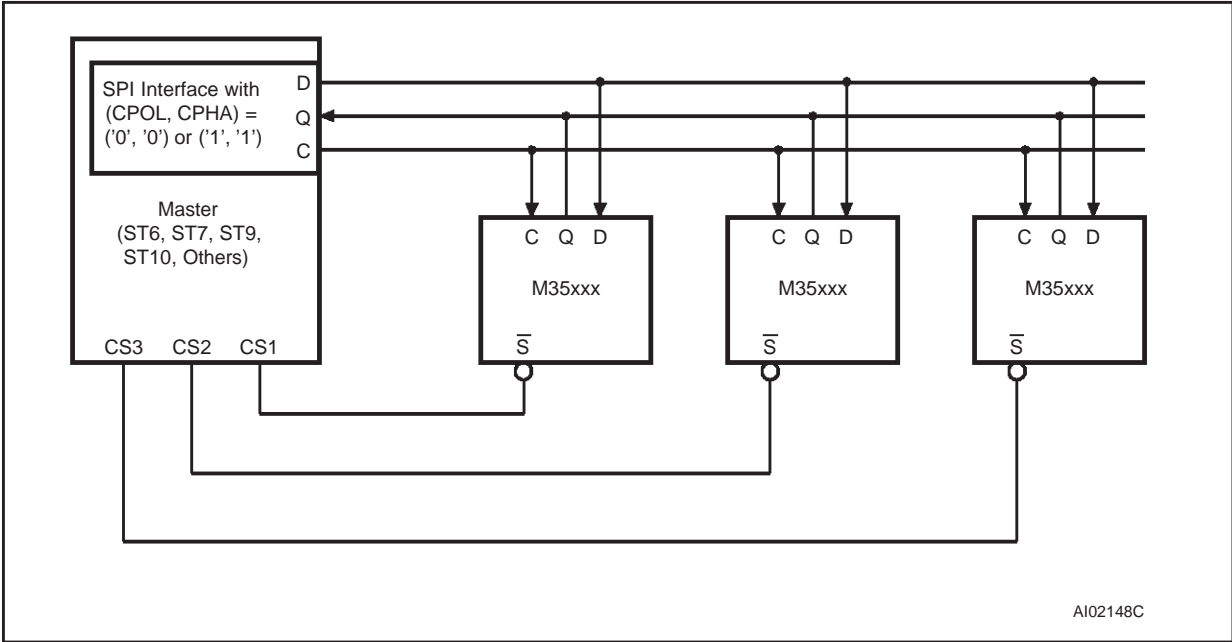 SPI Interface with
(CPOL, CPHA) =
('0', '0') or ('1', '1')
D
Q
C
Master
(ST6, ST7, ST9,
ST10, Others)
CS3 CS2 CS1
C Q D
M35xxx
S̅
C Q D
M35xxx
S̅
C Q D
M35xxx
S̅
AI02148C